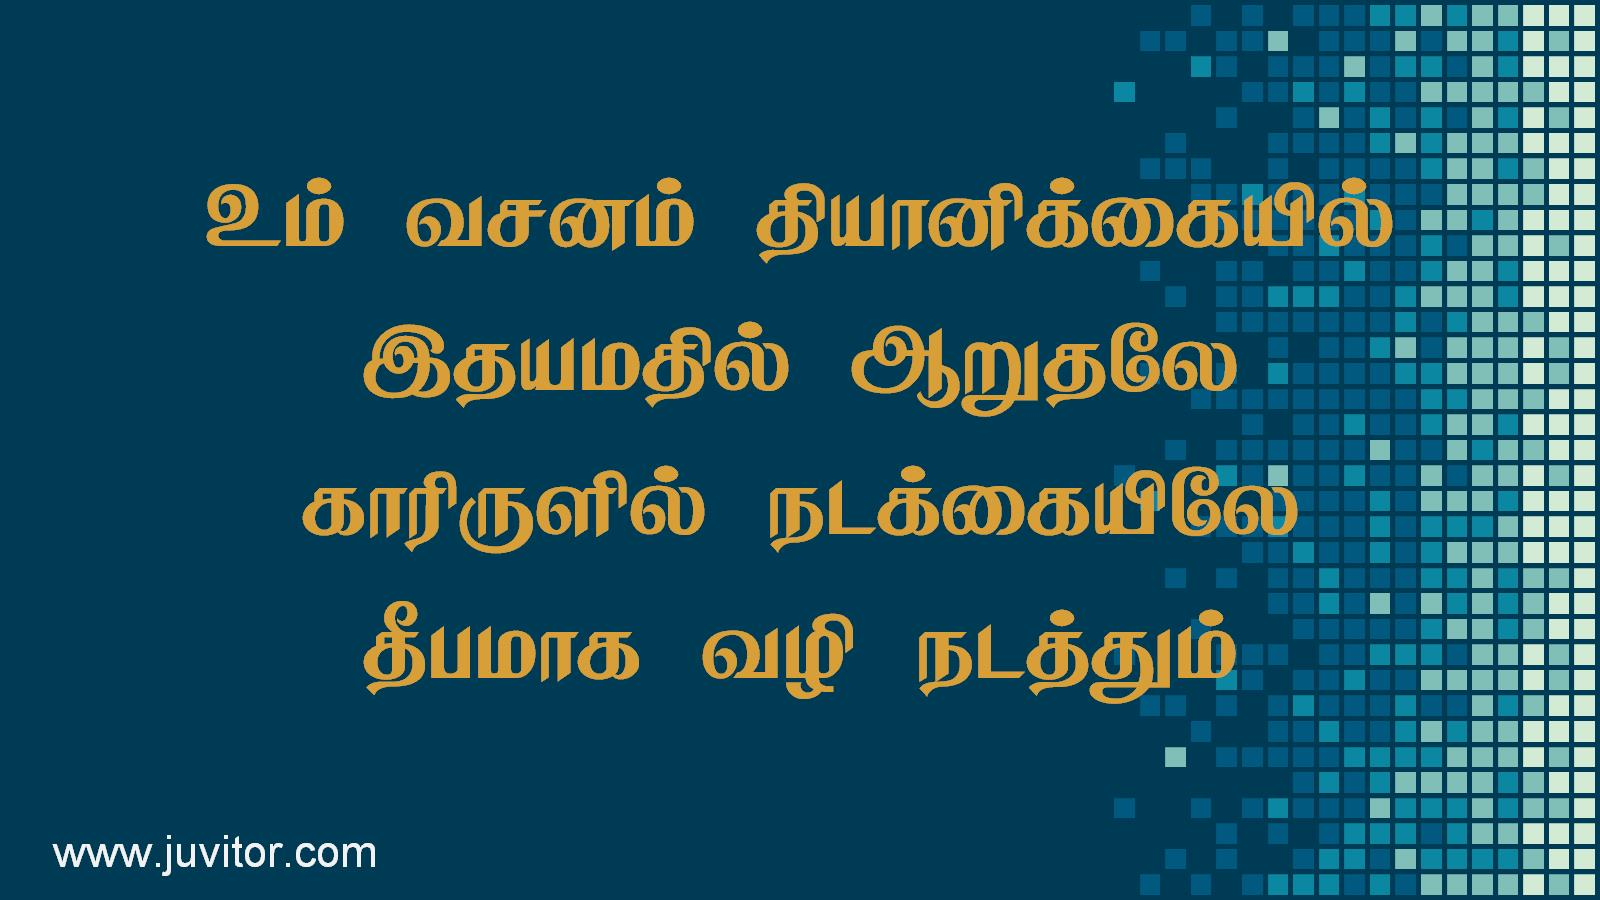 உம் வசனம் தியானிக்கையில்
இதயமதில் ஆறுதலே
காரிருளில் நடக்கையிலே
தீபமாக வழி நடத்தும்
www.juvitor.com